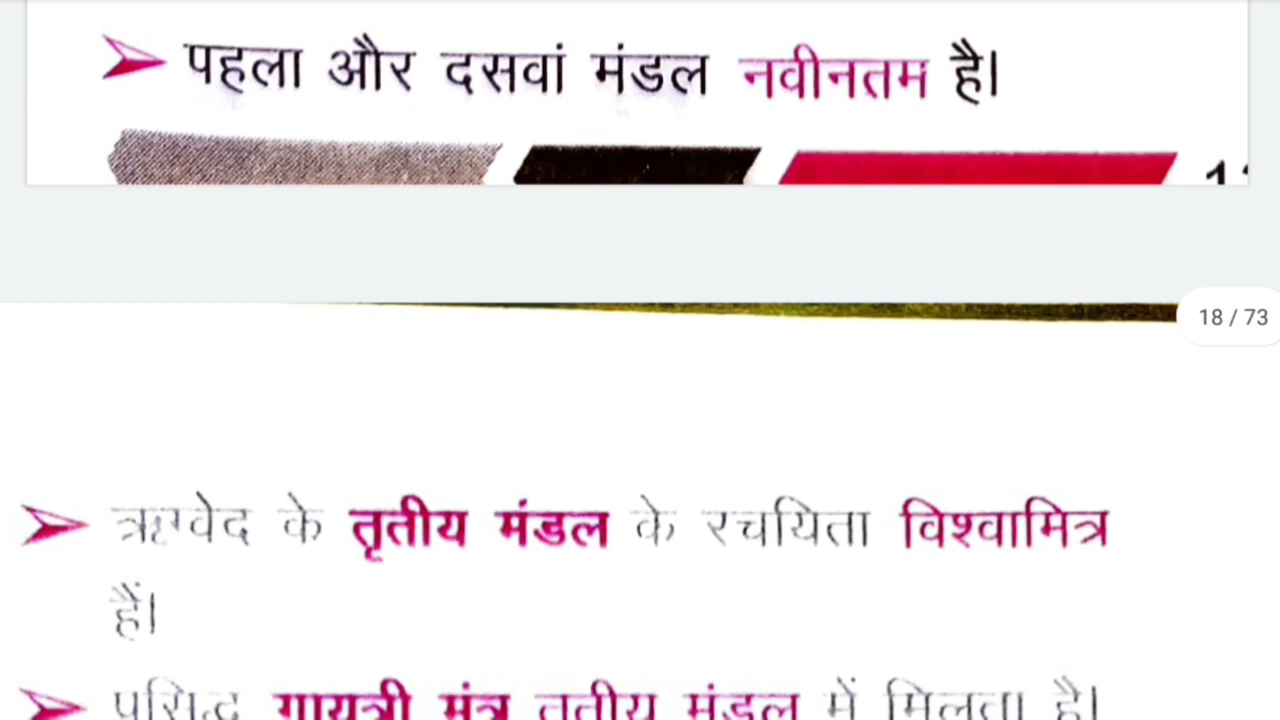 पहला और दसवां मंडल नवीनतम है।
18 / 73
ऋग्वेद के तृतीय मंडल के रचयिता विश्वामित्र
हैं।
प्रसिद्ध गायत्री मंत्र तृतीय मंडल में मिलता है।